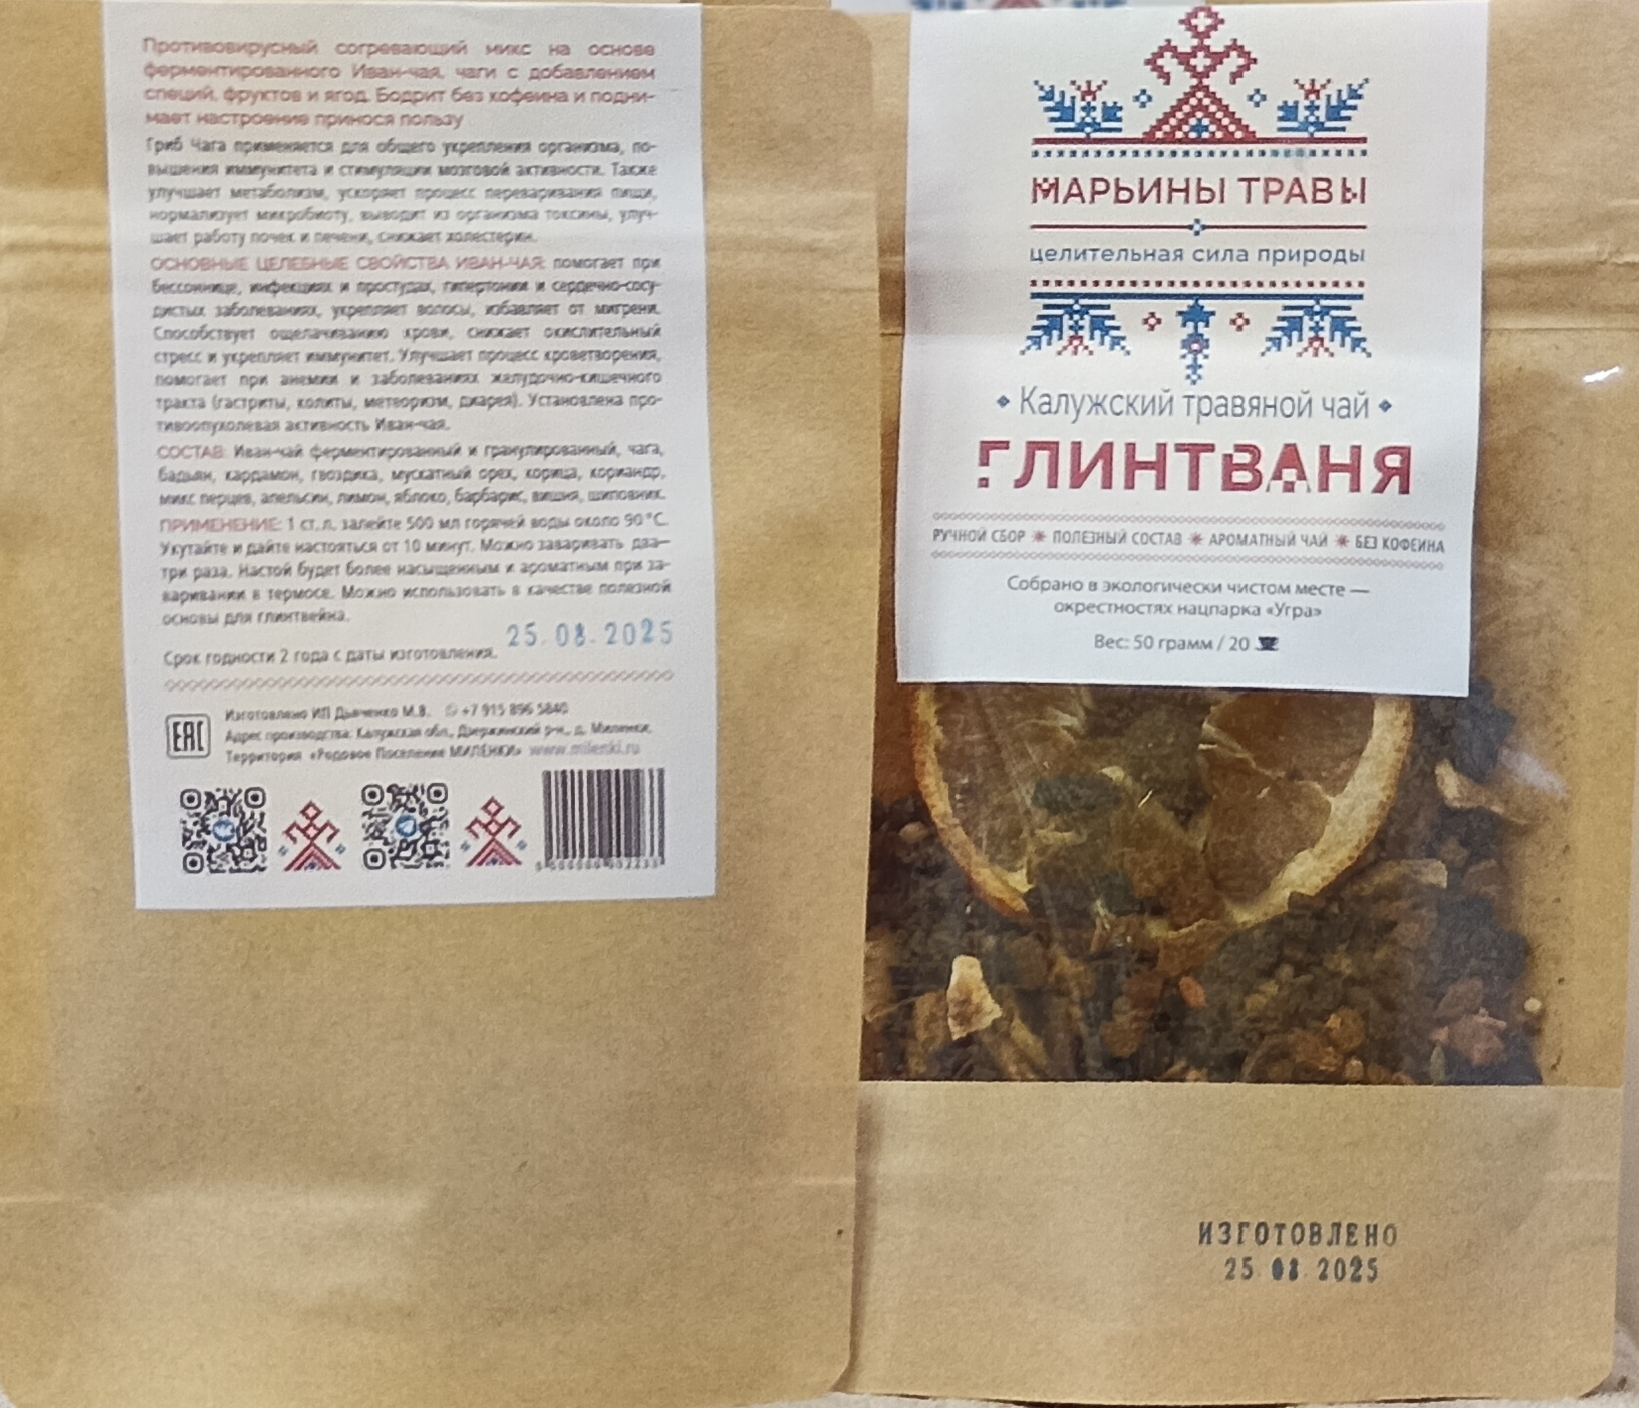 Противовирусный согревающий микс на основе
ферментированного Иван-чая, чаги с добавлением
специй, фруктов и ягод. Бодрит без кофеина и подни-
мает настроение принося пользу
Гриб Чага применяется для общего укрепления организма, по-
вышения иммунитета и стимуляции мозговой активности. Также
улучшает метаболизм, ускоряет процесс переваривания пищи,
нормализует микробиоту, выводит из организма токсины, улуч-
шает работу почек и печени, снижает холестерин.
ОСНОВНЫЕ ЦЕЛЕБНЫЕ СВОЙСТВА ИВАН-ЧАЯ: помогает при
бессоннице, инфекциях и простудах, гипертонии и сердечно-сосу-
дистых заболеваниях, укрепляет волосы, избавляет от мигрени.
Способствует ощелачиванию крови, снижает окислительный
стресс и укрепляет иммунитет. Улучшает процесс кроветворения,
помогает при анемии и заболеваниях желудочно-кишечного
тракта (гастриты, колиты, метеоризм, диарея). Установлена про-
тивоопухолевая активность Иван-чая.
СОСТАВ: Иван-чай ферментированный и гранулированный, чага,
бадьян, кардамон, гвоздика, мускатный орех, корица, кориандр,
микс перцев, апельсин, лимон, яблоко, барбарис, вишня, шиповник.
ПРИМЕНЕНИЕ: 1 ст. л. залейте 500 мл горячей воды около 90°С.
Укутайте и дайте настояться от 10 минут. Можно заваривать два—
три раза. Настой будет более насыщенным и ароматным при за-
варивании в термосе. Можно использовать в качестве полезной
основы для глинтвейна.
25.08.2025
Срок годности 2 года с даты изготовления.
EAC
Изготовлено ИП Дьяченко М.В. +7 915 896 5840
Адрес производства: Калужская обл., Дзержинский р-н., д. Миленки,
Территория «Родовое Поселение МИЛЁНКИ» www.milenki.ru
МАРЬИНЫ ТРАВЫ
целительная сила природы
Калужский травяной чай
ГЛИНТВАНЯ
РУЧНОЙ СБОР ПОЛЕЗНЫЙ СОСТАВ АРОМАТНЫЙ ЧАЙ БЕЗ КОФЕИНА
Собрано в экологически чистом месте —
окрестностях нацпарка «Угра»
Вес: 50 грамм / 20
ИЗГОТОВЛЕНО
25.08.2025